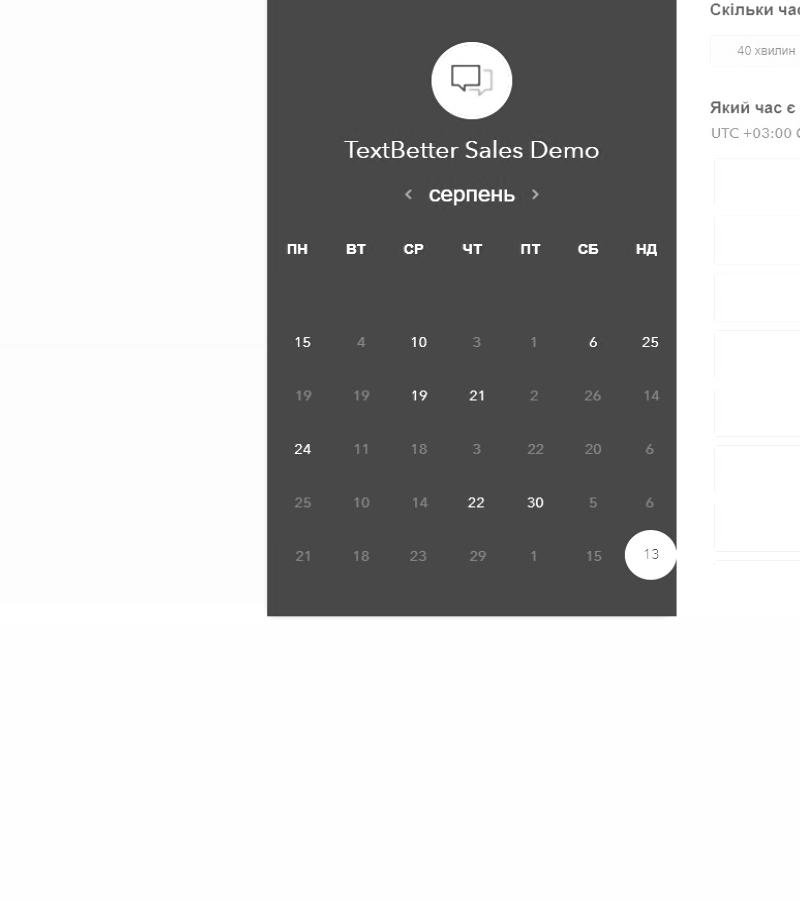 TextBetter Sales Demo
серпень
ПН ВТ СР ЧТ ПТ СБ НД
15 4 10 3 1 6 25
19 19 19 21 2 26 14
24 11 18 3 22 20 6
25 10 14 22 30 5 6
21 18 23 29 1 15 13
Скільки час
40 хвилин
Який час є
UTC +03:00